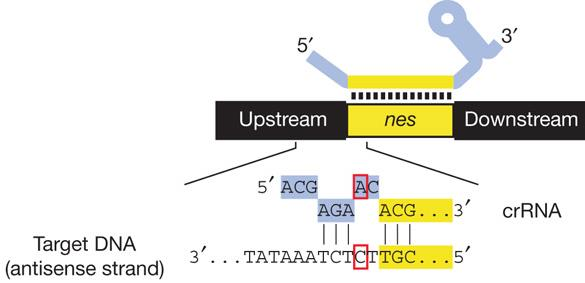 5′ 3′
Upstream nes Downstream
5′ ACG AC
AGA ACG...3′ crRNA
Target DNA
(antisense strand)
3′...TATAAATCTCTTGC...5′